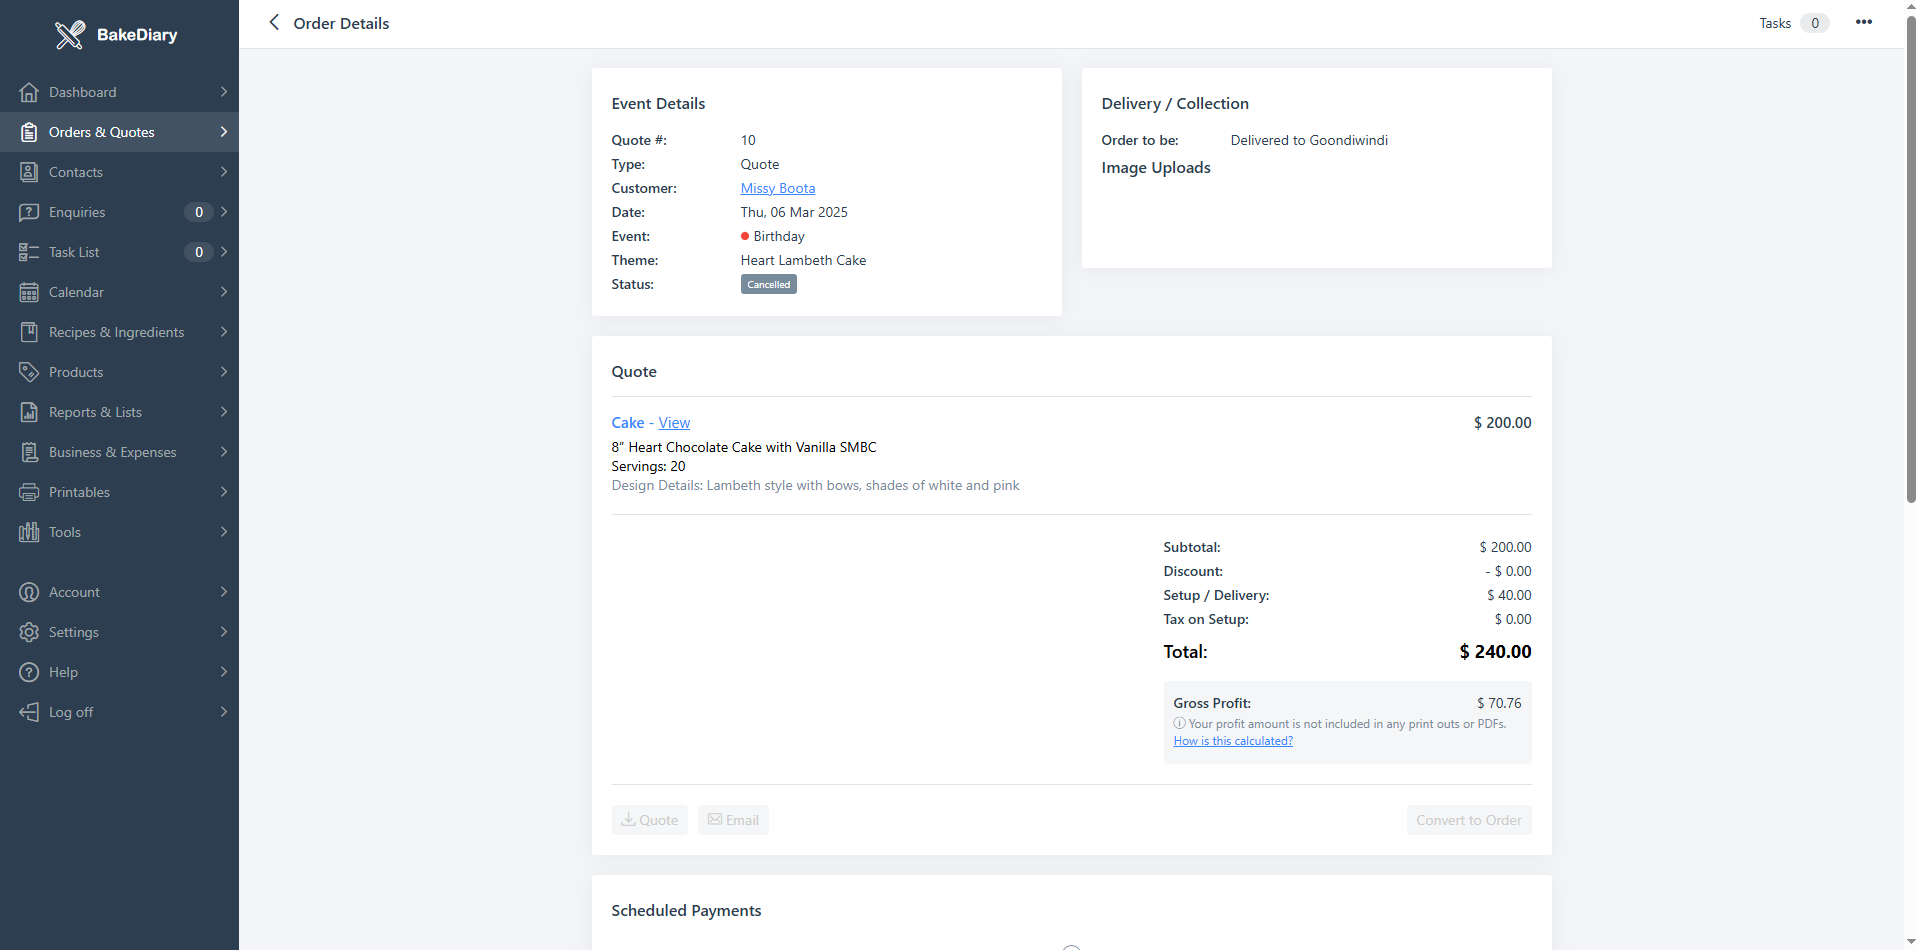 BakeDiary
Dashboard
Orders & Quotes
Contacts
Enquiries 0
Task List 0
Calendar
Recipes & Ingredients
Products
Reports & Lists
Business & Expenses
Printables
Tools
Account
Settings
Help
Log off
Order Details
Tasks 0
Event Details
Quote #: 10
Type: Quote
Customer: Missy Boota
Date: Thu, 06 Mar 2025
Event: Birthday
Theme: Heart Lambeth Cake
Status: Cancelled
Delivery / Collection
Order to be: Delivered to Goondiwindi
Image Uploads
Quote
Cake - View $ 200.00
8” Heart Chocolate Cake with Vanilla SMBC
Servings: 20
Design Details: Lambeth style with bows, shades of white and pink
Subtotal: $ 200.00
Discount: - $ 0.00
Setup / Delivery: $ 40.00
Tax on Setup: $ 0.00
Total: $ 240.00
Gross Profit: $ 70.76
Your profit amount is not included in any print outs or PDFs.
How is this calculated?
Quote Email Convert to Order
Scheduled Payments